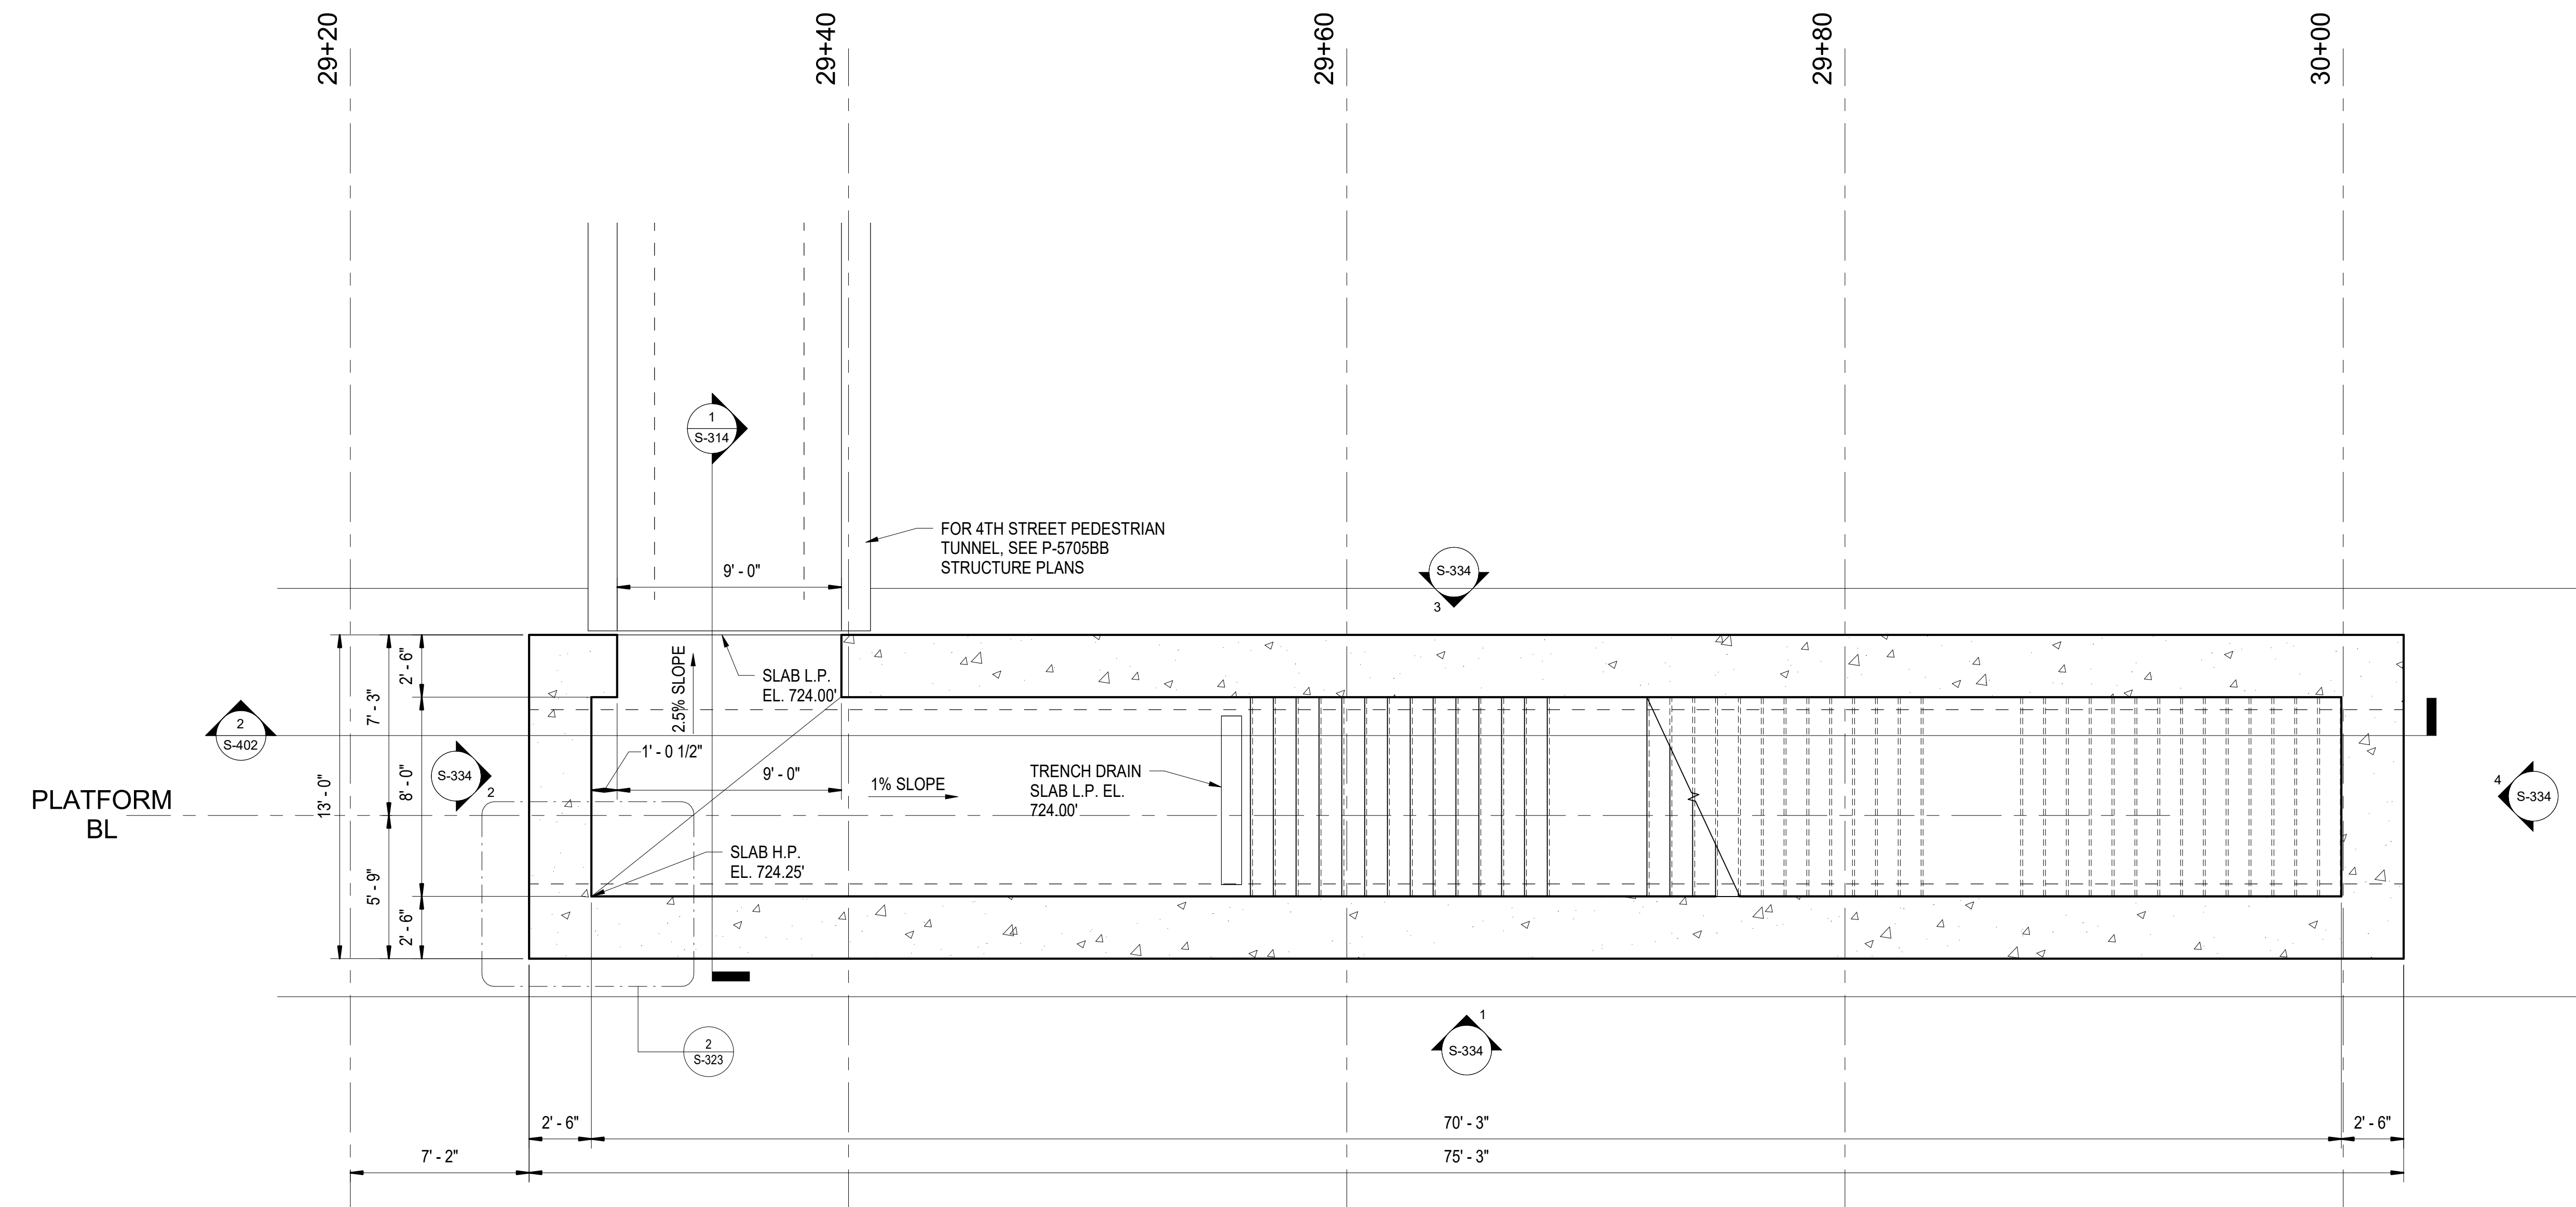 29+20
29+40
29+60
29+80
30+00
1
S-314
FOR 4TH STREET PEDESTRIAN
TUNNEL, SEE P-5705BB
STRUCTURE PLANS
9' - 0"
S-334
3
2.5% SLOPE
SLAB L.P.
EL. 724.00'
2' - 6"
7' - 3"
2
S-402
13' - 0"
8' - 0"
S-334
2
1' - 0 1/2"
9' - 0"
1% SLOPE
TRENCH DRAIN
SLAB L.P. EL.
724.00'
4
S-334
PLATFORM
BL
5' - 9"
2' - 6"
SLAB H.P.
EL. 724.25'
2
S-323
1
S-334
2' - 6"
70' - 3"
2' - 6"
7' - 2"
75' - 3"